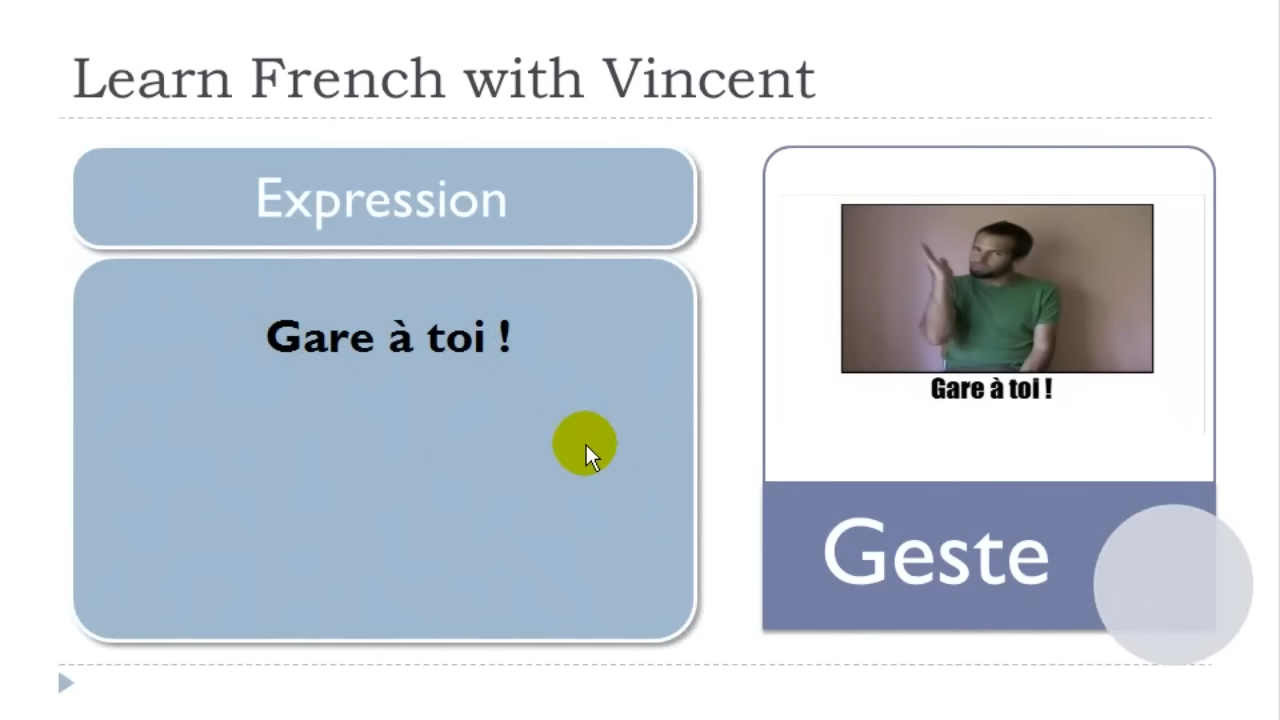 Learn French with Vincent
Expression
Gare à toi !
Gare à toi !
Geste